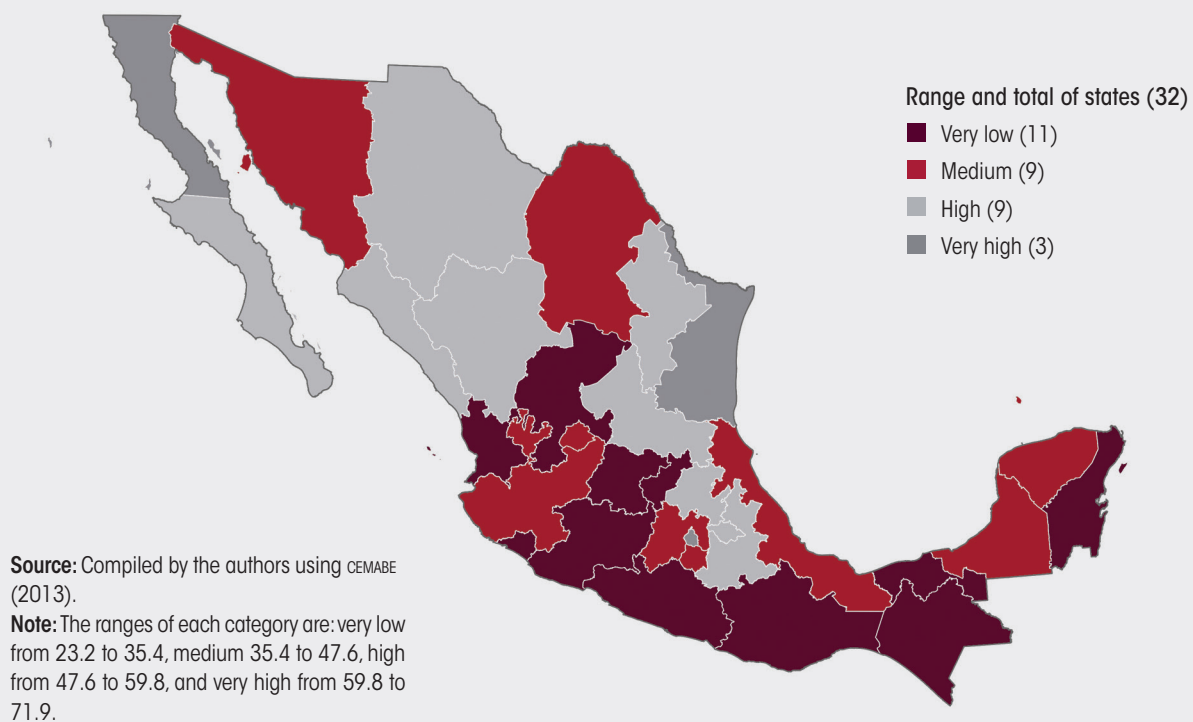 Range and total of states (32)
Very low (11)
Medium (9)
High (9)
Very high (3)
Source: Compiled by the authors using CEMABE
(2013).
Note: The ranges of each category are: very low
from 23.2 to 35.4, medium 35.4 to 47.6, high
from 47.6 to 59.8, and very high from 59.8 to
71.9.